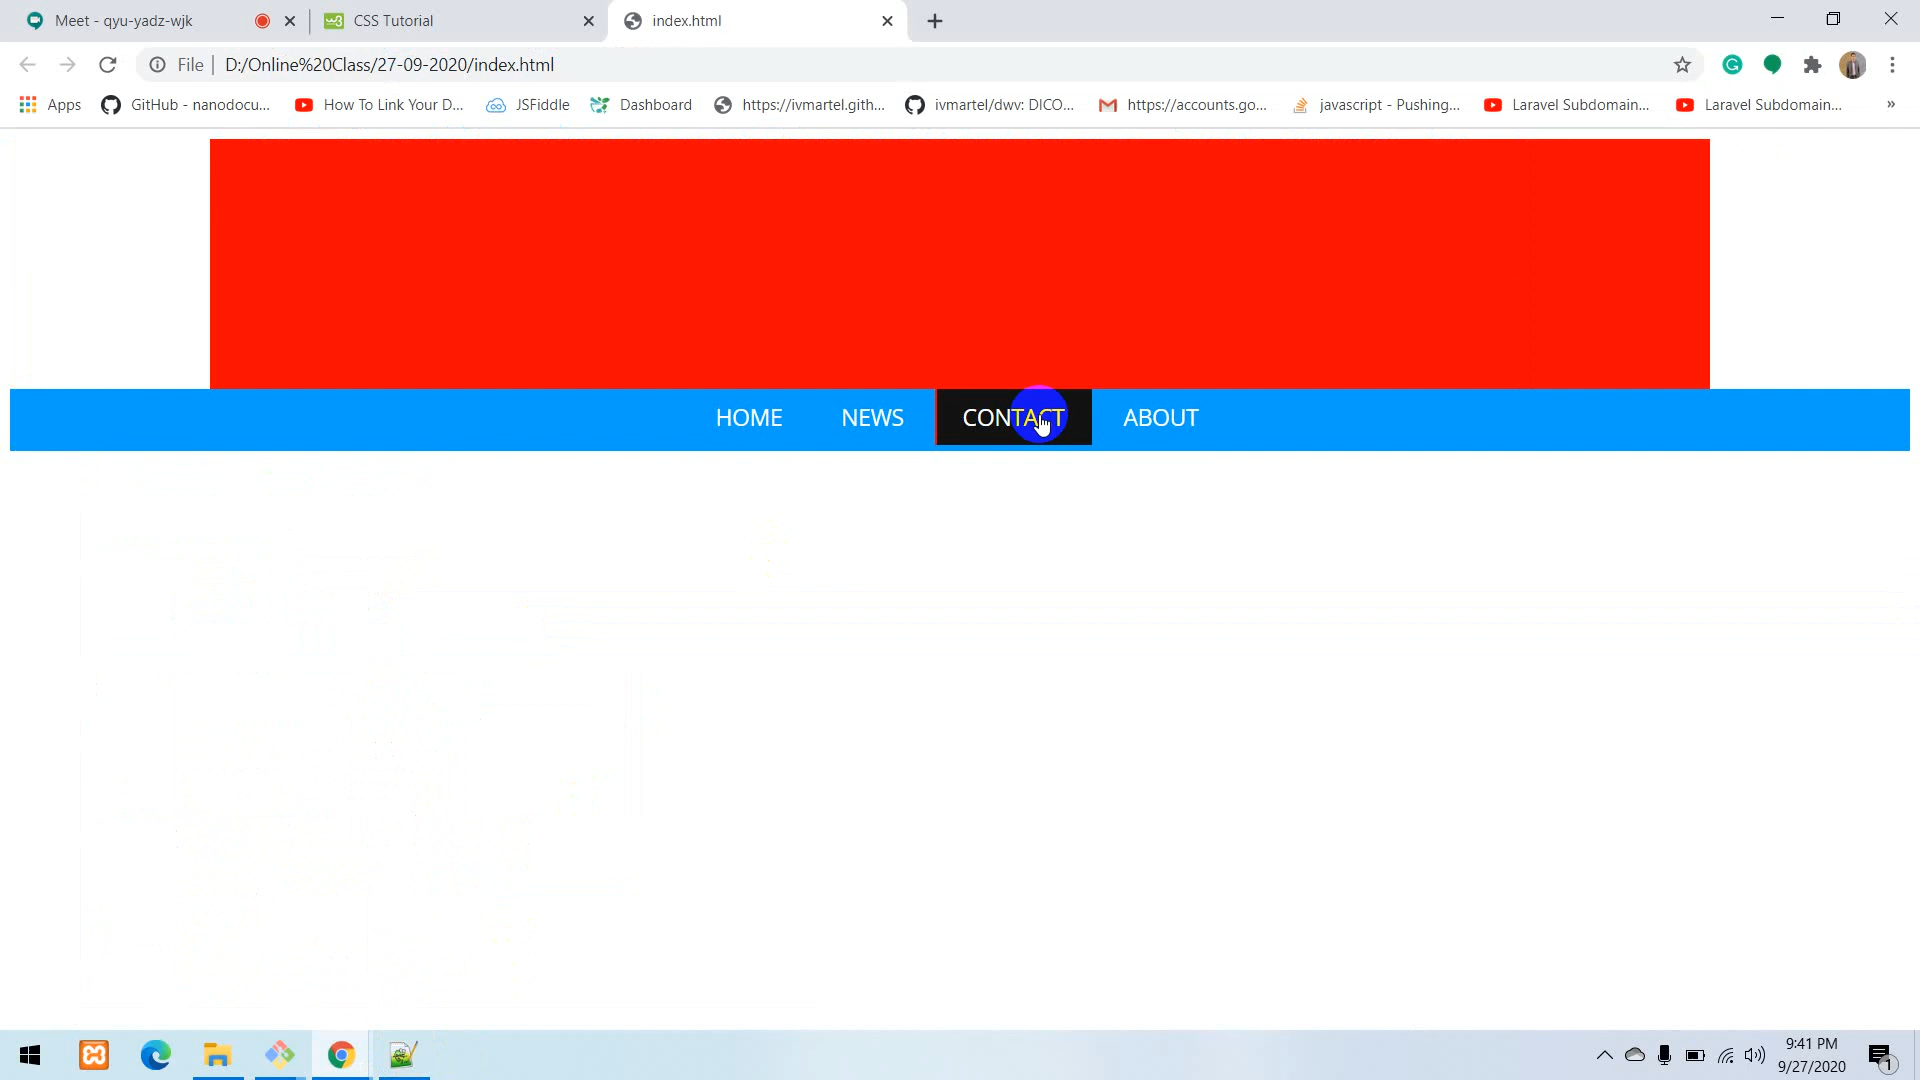 Meet - qyu-yadz-wjk
CSS Tutorial
index.html
File
D:/Online%20Class/27-09-2020/index.html
Apps
GitHub - nanodocu...
How To Link Your D...
JSFiddle
Dashboard
https://ivmartel.gith...
ivmartel/dwv: DICO...
https://accounts.go...
javascript - Pushing...
Laravel Subdomain...
Laravel Subdomain...
»
HOME
NEWS
CONTACT
ABOUT
9:41 PM
9/27/2020
1